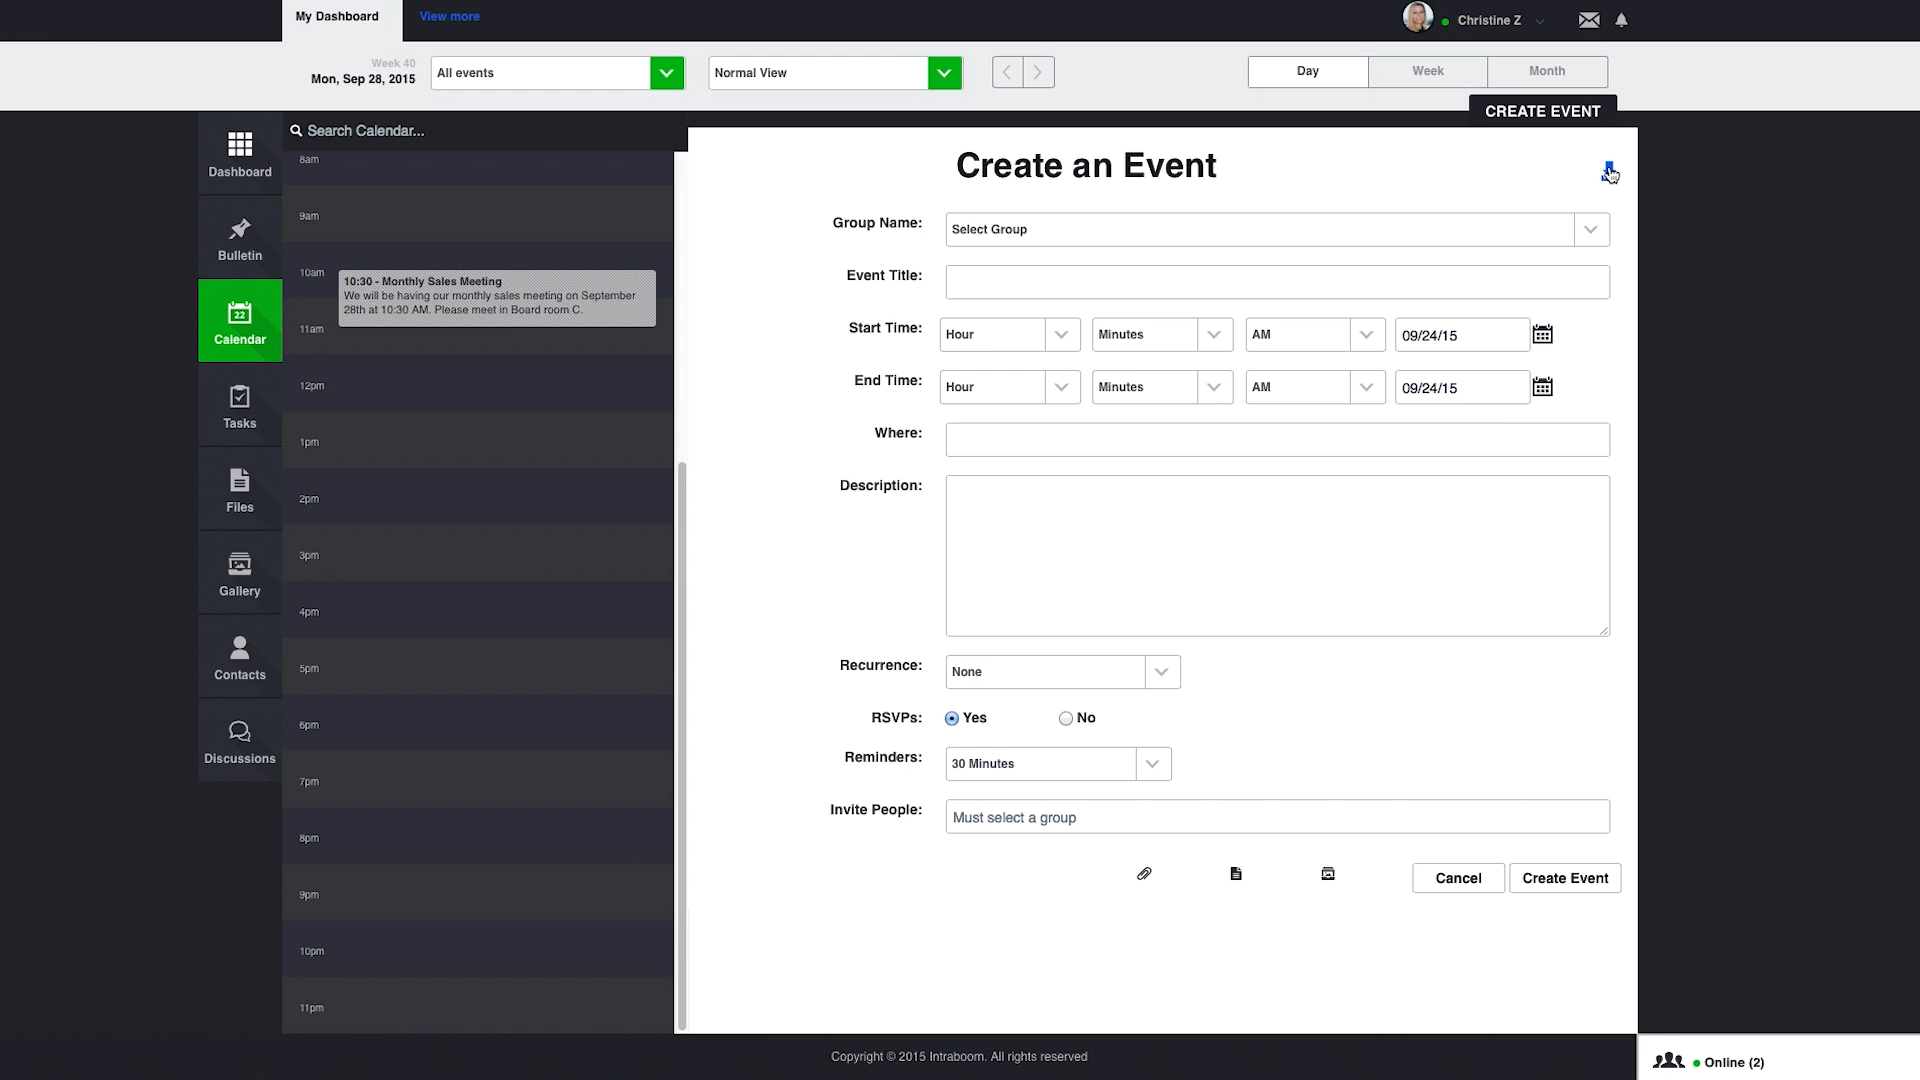 My Dashboard
View more
Christine Z
Week 40
Mon, Sep 28, 2015
All events
Normal View
Day
Week
Month
CREATE EVENT
Search Calendar...
Dashboard
Bulletin
22
Calendar
Tasks
Files
Gallery
Contacts
Discussions
8am
9am
10am
10:30 - Monthly Sales Meeting
We will be having our monthly sales meeting on September
28th at 10:30 AM. Please meet in Board room C.
11am
12pm
1pm
2pm
3pm
4pm
5pm
6pm
7pm
8pm
9pm
10pm
11pm
Create an Event
Group Name:
Select Group
Event Title:
Start Time:
Hour
Minutes
AM
09/24/15
End Time:
Hour
Minutes
AM
09/24/15
Where:
Description:
Recurrence:
None
RSVPs:
Yes
No
Reminders:
30 Minutes
Invite People:
Must select a group
Cancel
Create Event
Copyright © 2015 Intraboom. All rights reserved
Online (2)